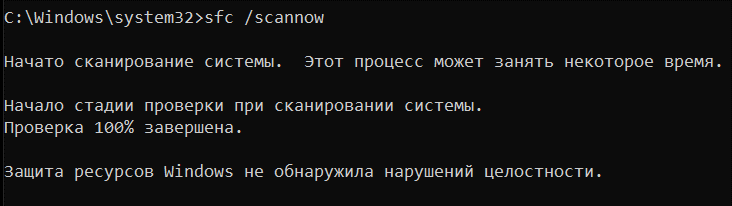 C:\Windows\system32>sfc /scannow
Начато сканирование системы.  Этот процесс может занять некоторое время.
Начало стадии проверки при сканировании системы.
Проверка 100% завершена.
Защита ресурсов Windows не обнаружила нарушений целостности.